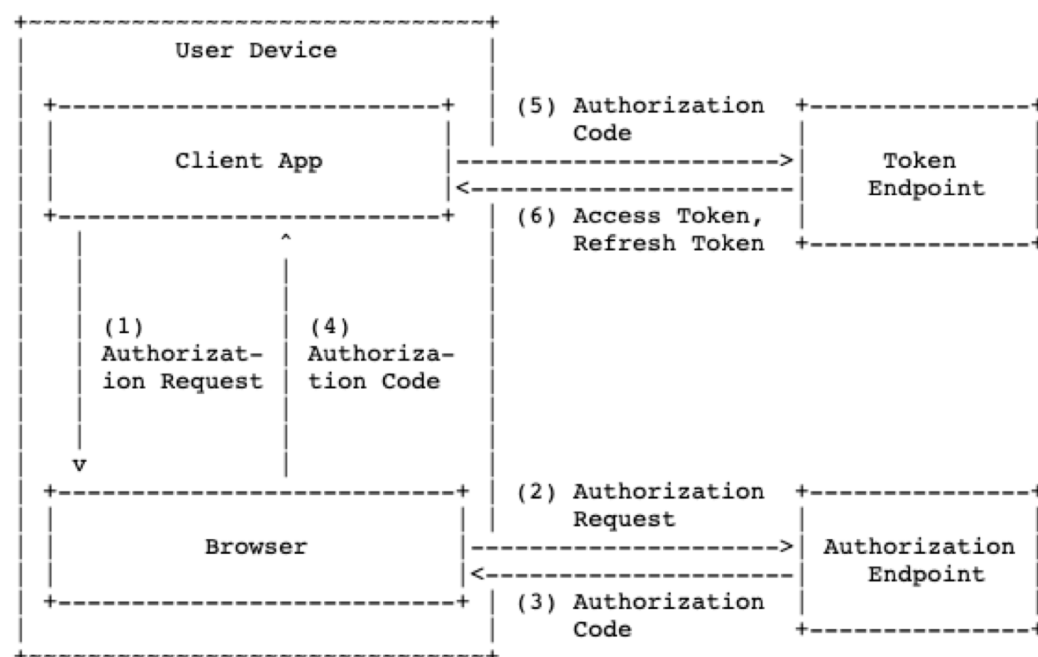 User Device
(5) Authorization
Code
Client App
Token
Endpoint
(6) Access Token,
Refresh Token
(1)
Authorizat-
ion Request
(4)
Authoriza-
tion Code
v
(2) Authorization
Request
Browser
Authorization
Endpoint
(3) Authorization
Code